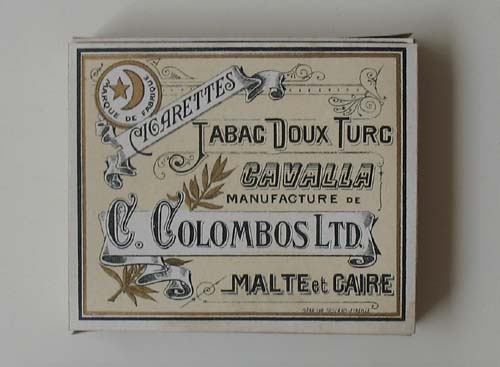 MARQUE DE FABRIQUE
CIGARETTES
TABAC DOUX TURC
CAVALLA
MANUFACTURE DE
C. COLOMBOS LTD.
MALTE et CAIRE